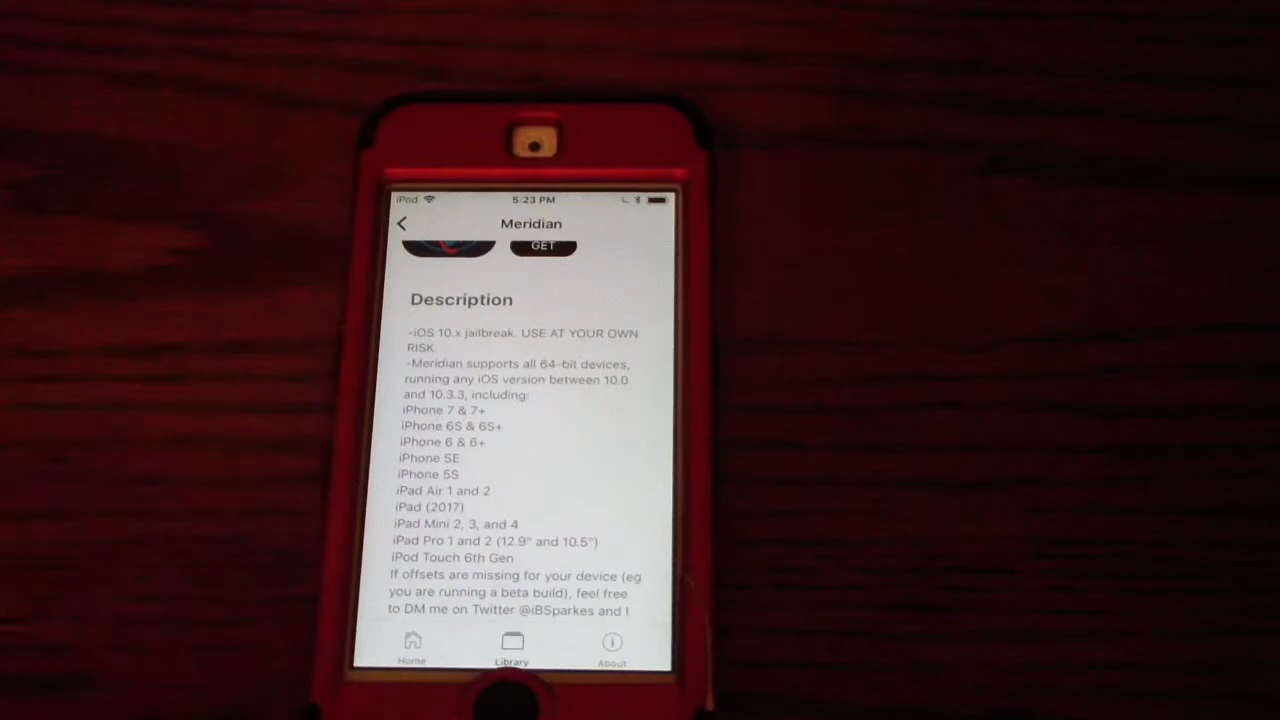 iPod 5:23 PM
Meridian
GET
Description
-iOS 10.x jailbreak. USE AT YOUR OWN
RISK.
-Meridian supports all 64-bit devices,
running any iOS version between 10.0
and 10.3.3, including:
iPhone 7 & 7+
iPhone 6S & 6S+
iPhone 6 & 6+
iPhone SE
iPhone 5S
iPad Air 1 and 2
iPad (2017)
iPad Mini 2, 3, and 4
iPad Pro 1 and 2 (12.9" and 10.5")
iPod Touch 6th Gen
If offsets are missing for your device (eg
you are running a beta build), feel free
to DM me on Twitter @iBSparkes and I
Home Library About